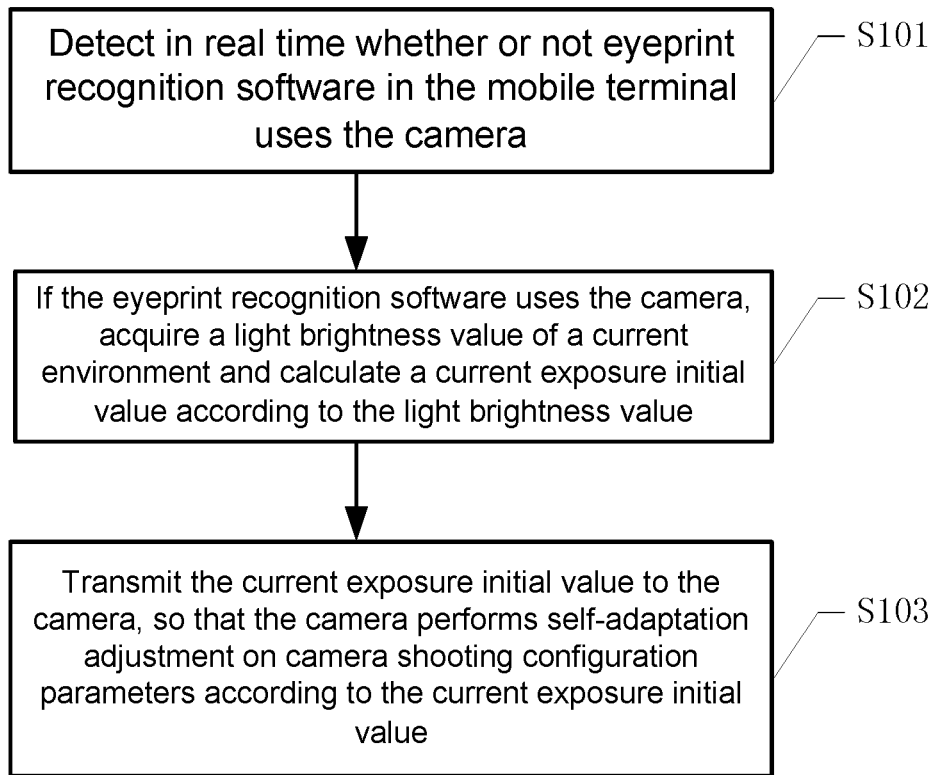 Detect in real time whether or not eyeprint
recognition software in the mobile terminal
uses the camera
S101
If the eyeprint recognition software uses the camera,
acquire a light brightness value of a current
environment and calculate a current exposure initial
value according to the light brightness value
S102
Transmit the current exposure initial value to the
camera, so that the camera performs self-adaptation
adjustment on camera shooting configuration
parameters according to the current exposure initial
value
S103